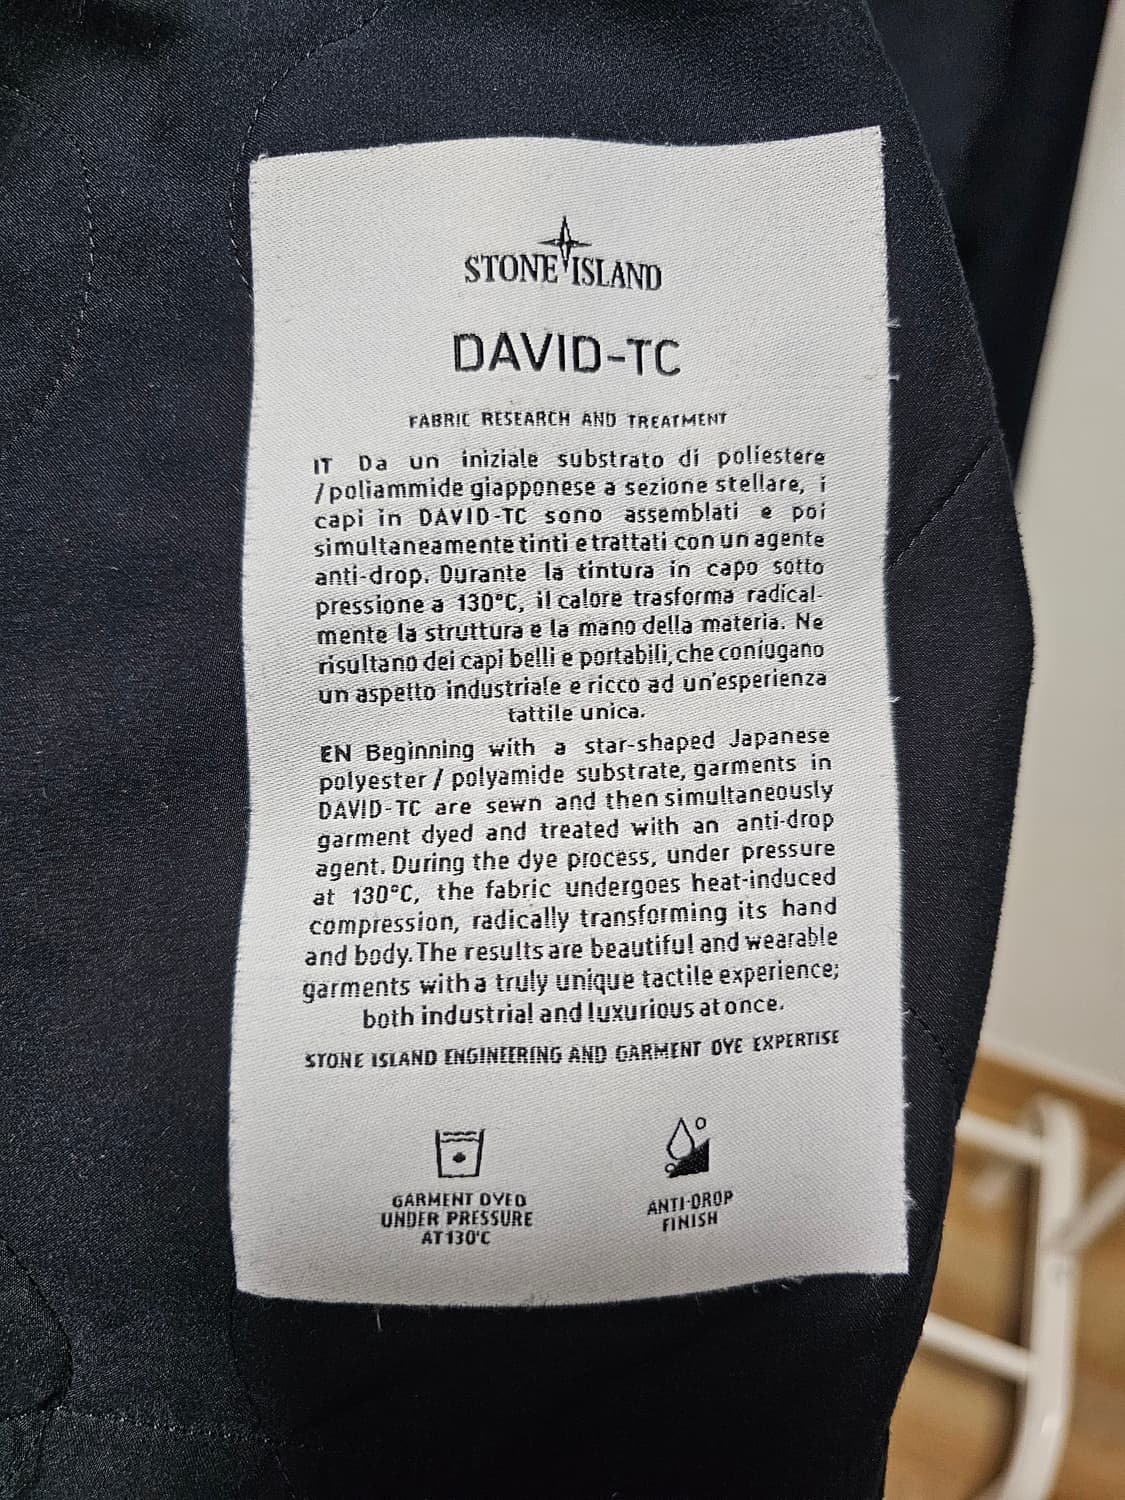 STONE ISLAND
DAVID-TC
FABRIC RESEARCH AND TREATMENT
IT Da un iniziale substrato di poliestere
/poliammide giapponese a sezione stellare, i
capi in DAVID-TC sono assemblati e poi
simultaneamente tinti e trattati con un agente
anti-drop. Durante la tintura in capo sotto
pressione a 130°C, il calore trasforma radical-
mente la struttura e la mano della materia. Ne
risultano dei capi belli e portabili, che coniugano
un aspetto industriale e ricco ad un'esperienza
tattile unica.
EN Beginning with a star-shaped Japanese
polyester / polyamide substrate, garments in
DAVID-TC are sewn and then simultaneously
garment dyed and treated with an anti-drop
agent. During the dye process, under pressure
at 130°C, the fabric undergoes heat-induced
compression, radically transforming its hand
and body. The results are beautiful and wearable
garments with a truly unique tactile experience;
both industrial and luxurious at once.
STONE ISLAND ENGINEERING AND GARMENT DYE EXPERTISE
GARMENT DYED
UNDER PRESSURE
AT 130°C
ANTI-DROP
FINISH